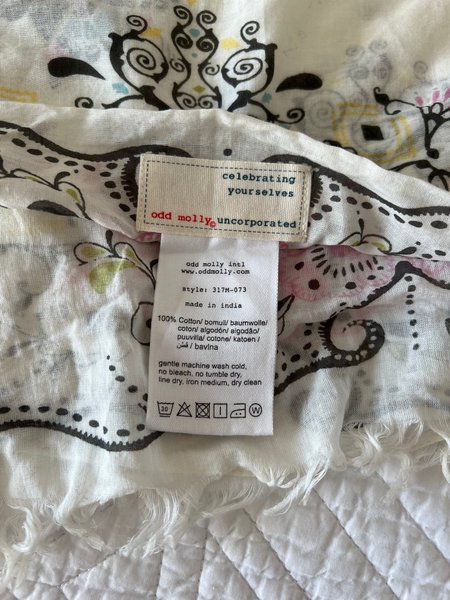 celebrating
yourselves
odd molly© uncorporated
odd molly intl
www.oddmolly.com
style: 317M-073
made in india
100% Cotton/ bomull/ baumwolle/
coton/ algodón/ algodão/
puuvilla/ cotone/ katoen /
قطن / bavlna
gentle machine wash cold,
no bleach, no tumble dry,
line dry, iron medium, dry clean
30 W